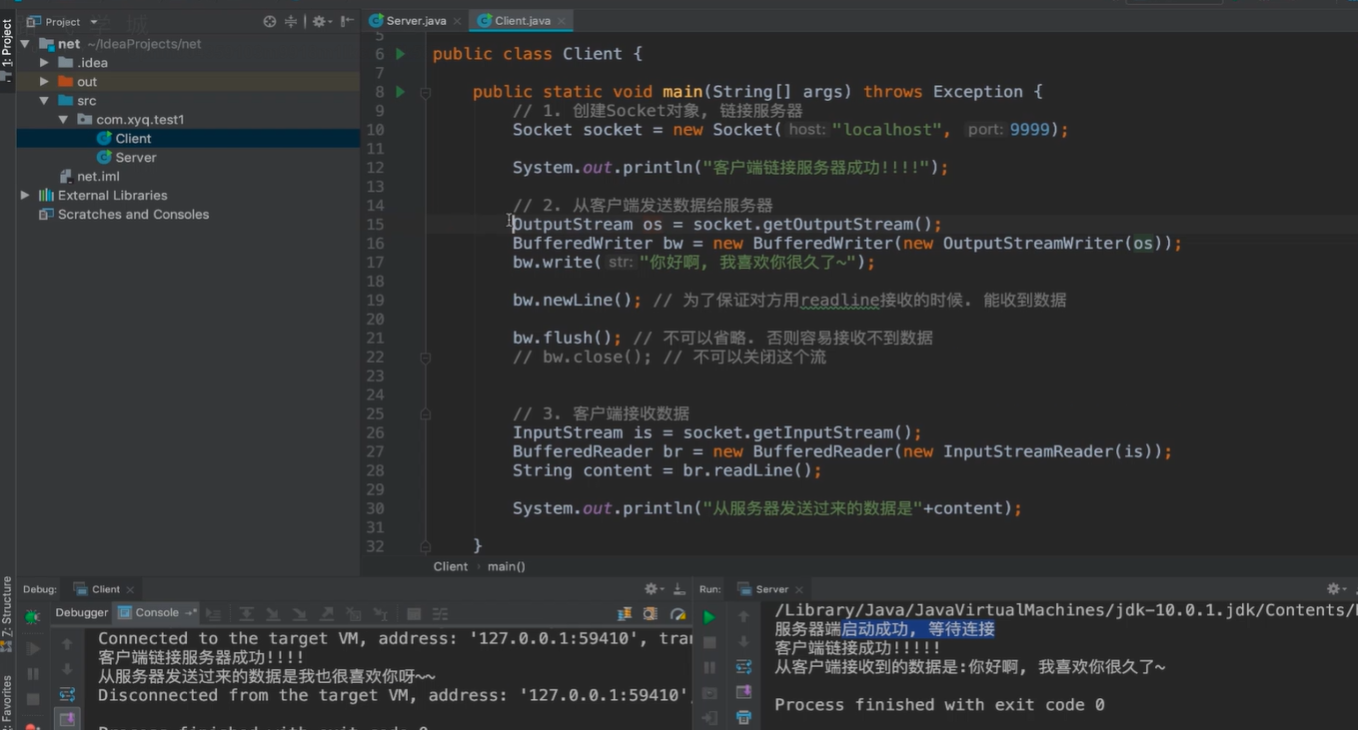 Project
Server.java
Client.java
net ~/IdeaProjects/net
.idea
out
src
com.xyq.test1
Client
Server
net.iml
External Libraries
Scratches and Consoles
1: Project
Z: Structure
Favorites
5
6 public class Client {
7
8 public static void main(String[] args) throws Exception {
9 // 1. 创建Socket对象, 链接服务器
10 Socket socket = new Socket( host: "localhost", port: 9999);
11
12 System.out.println("客户端链接服务器成功!!!!");
13
14 // 2. 从客户端发送数据给服务器
15 OutputStream os = socket.getOutputStream();
16 BufferedWriter bw = new BufferedWriter(new OutputStreamWriter(os));
17 bw.write( str: "你好啊, 我喜欢你很久了~");
18
19 bw.newLine(); // 为了保证对方用readline接收的时候. 能收到数据
20
21 bw.flush(); // 不可以省略. 否则容易接收不到数据
22 // bw.close(); // 不可以关闭这个流
23
24
25 // 3. 客户端接收数据
26 InputStream is = socket.getInputStream();
27 BufferedReader br = new BufferedReader(new InputStreamReader(is));
28 String content = br.readLine();
29
30 System.out.println("从服务器发送过来的数据是"+content);
31
32 }
Client › main()
Debug: Client
Debugger Console
Connected to the target VM, address: '127.0.0.1:59410', tran
客户端链接服务器成功!!!!
从服务器发送过来的数据是我也很喜欢你呀~~
Disconnected from the target VM, address: '127.0.0.1:59410'
Run: Server
/Library/Java/JavaVirtualMachines/jdk-10.0.1.jdk/Contents/
服务器端启动成功, 等待连接
客户端链接成功!!!!!
从客户端接收到的数据是:你好啊, 我喜欢你很久了~
Process finished with exit code 0